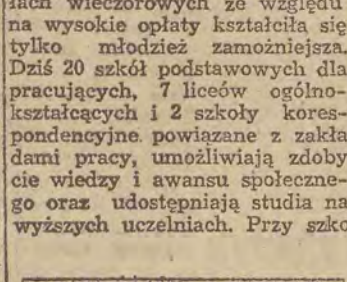 łach wieczorowych ze względu
na wysokie opłaty kształciła się
tylko młodzież zamożniejsza.
Dziś 20 szkół podstawowych dla
pracujących, 7 liceów ogólno-
kształcących i 2 szkoły kores-
pondencyjne. powiązane z zakła
dami pracy, umożliwiają zdoby
cie wiedzy i awansu społeczne-
go oraz udostępniają studia na
wyższych uczelniach. Przy szko